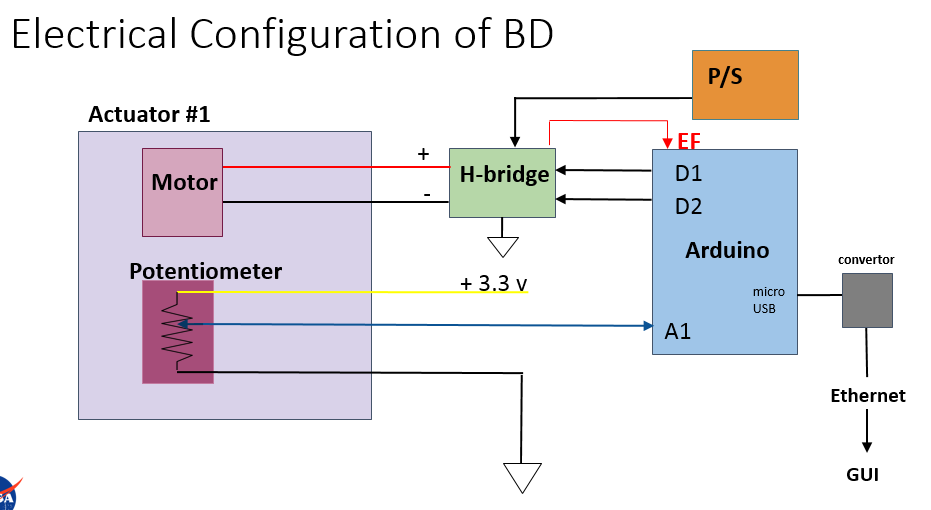 Electrical Configuration of BD
P/S
Actuator #1
+
EF
Motor
H-bridge
D1
-
D2
Arduino
convertor
Potentiometer
+ 3.3 v
micro
USB
A1
Ethernet
GUI